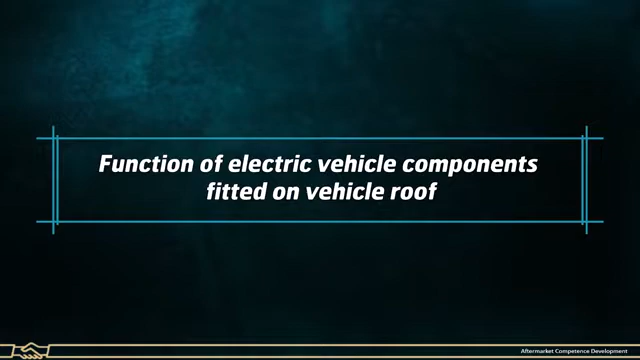 Function of electric vehicle components
fitted on vehicle roof
Aftermarket Competence Development